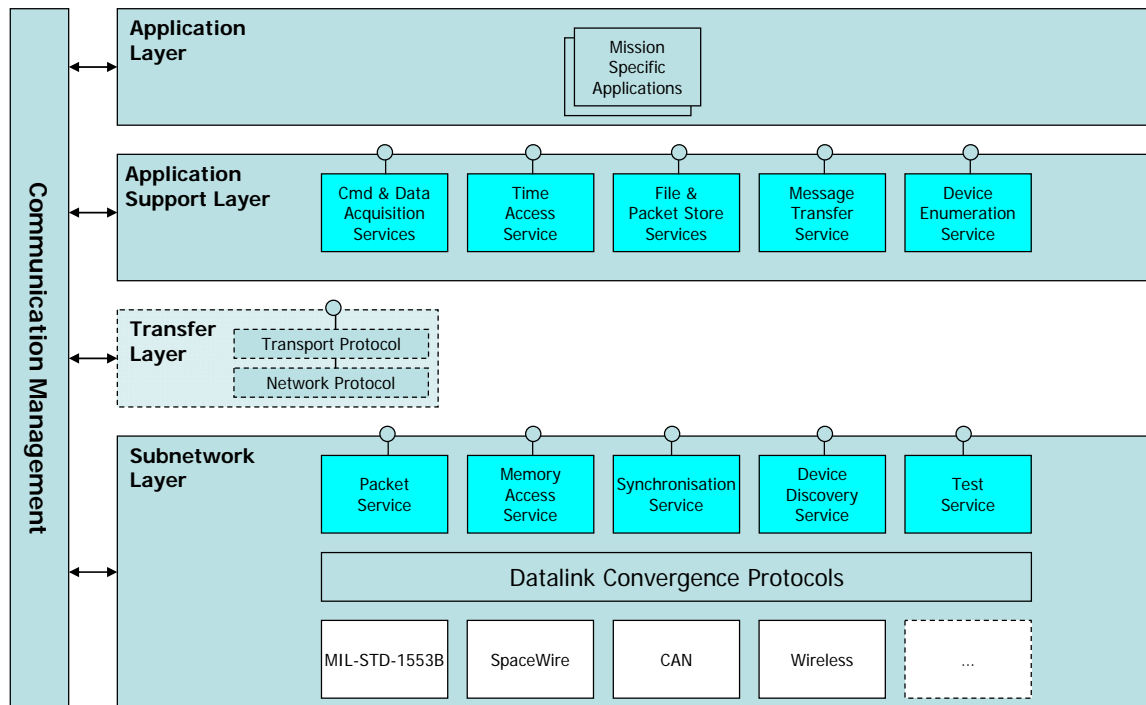 Communication Management
Application
Layer
Mission
Specific
Applications
Application
Support Layer
Cmd & Data
Acquisition
Services
Time
Access
Service
File &
Packet Store
Services
Message
Transfer
Service
Device
Enumeration
Service
Transfer
Layer
Transport Protocol
Network Protocol
Subnetwork
Layer
Packet
Service
Memory
Access
Service
Synchronisation
Service
Device
Discovery
Service
Test
Service
Datalink Convergence Protocols
MIL-STD-1553B
SpaceWire
CAN
Wireless
...